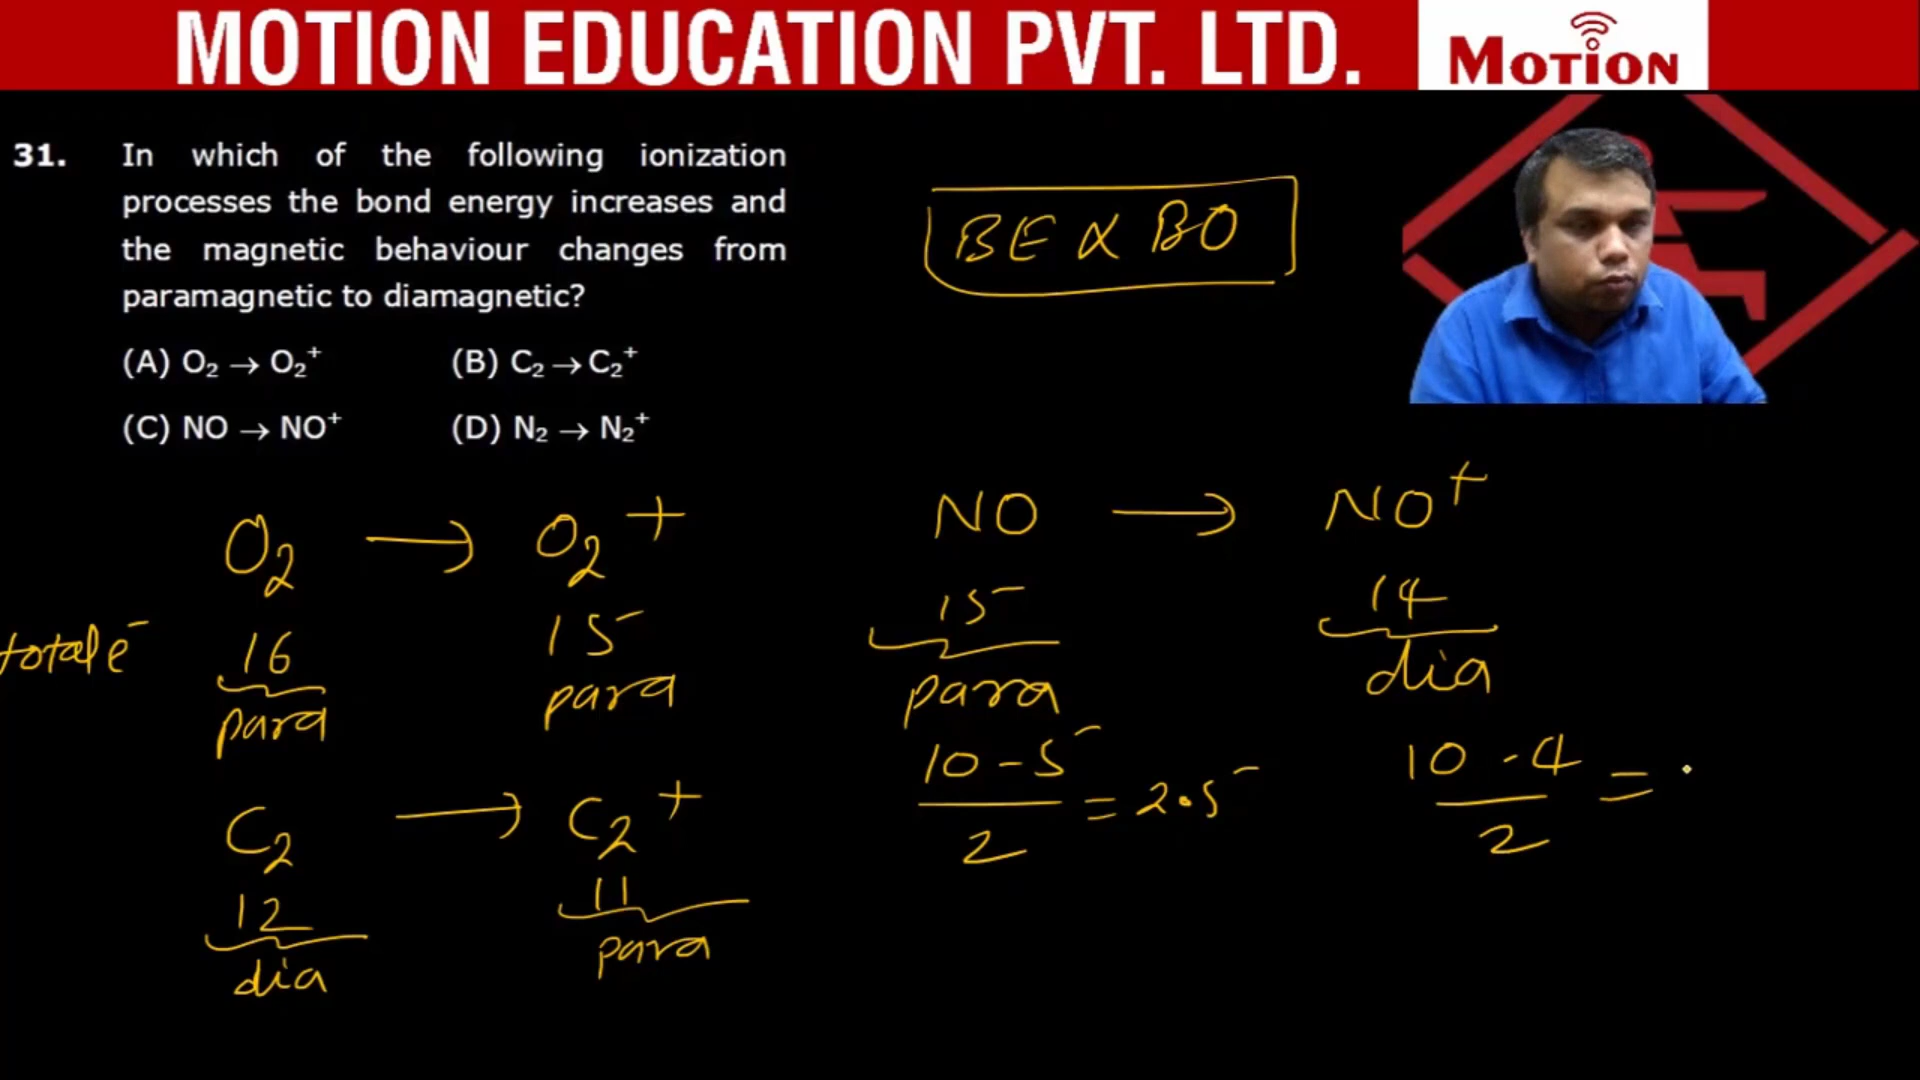 MOTION EDUCATION PVT. LTD.
MOTION
31. In which of the following ionization
processes the bond energy increases and
the magnetic behaviour changes from
paramagnetic to diamagnetic?
(A) O₂ → O₂⁺ (B) C₂ → C₂⁺
(C) NO → NO⁺ (D) N₂ → N₂⁺
BE ∝ BO
O₂ → O₂⁺
total e⁻ 16 15
para para
C₂ → C₂⁺
12 11
dia para
NO → NO⁺
15 14
para dia
10 - 5 / 2 = 2.5
10 - 4 / 2 =